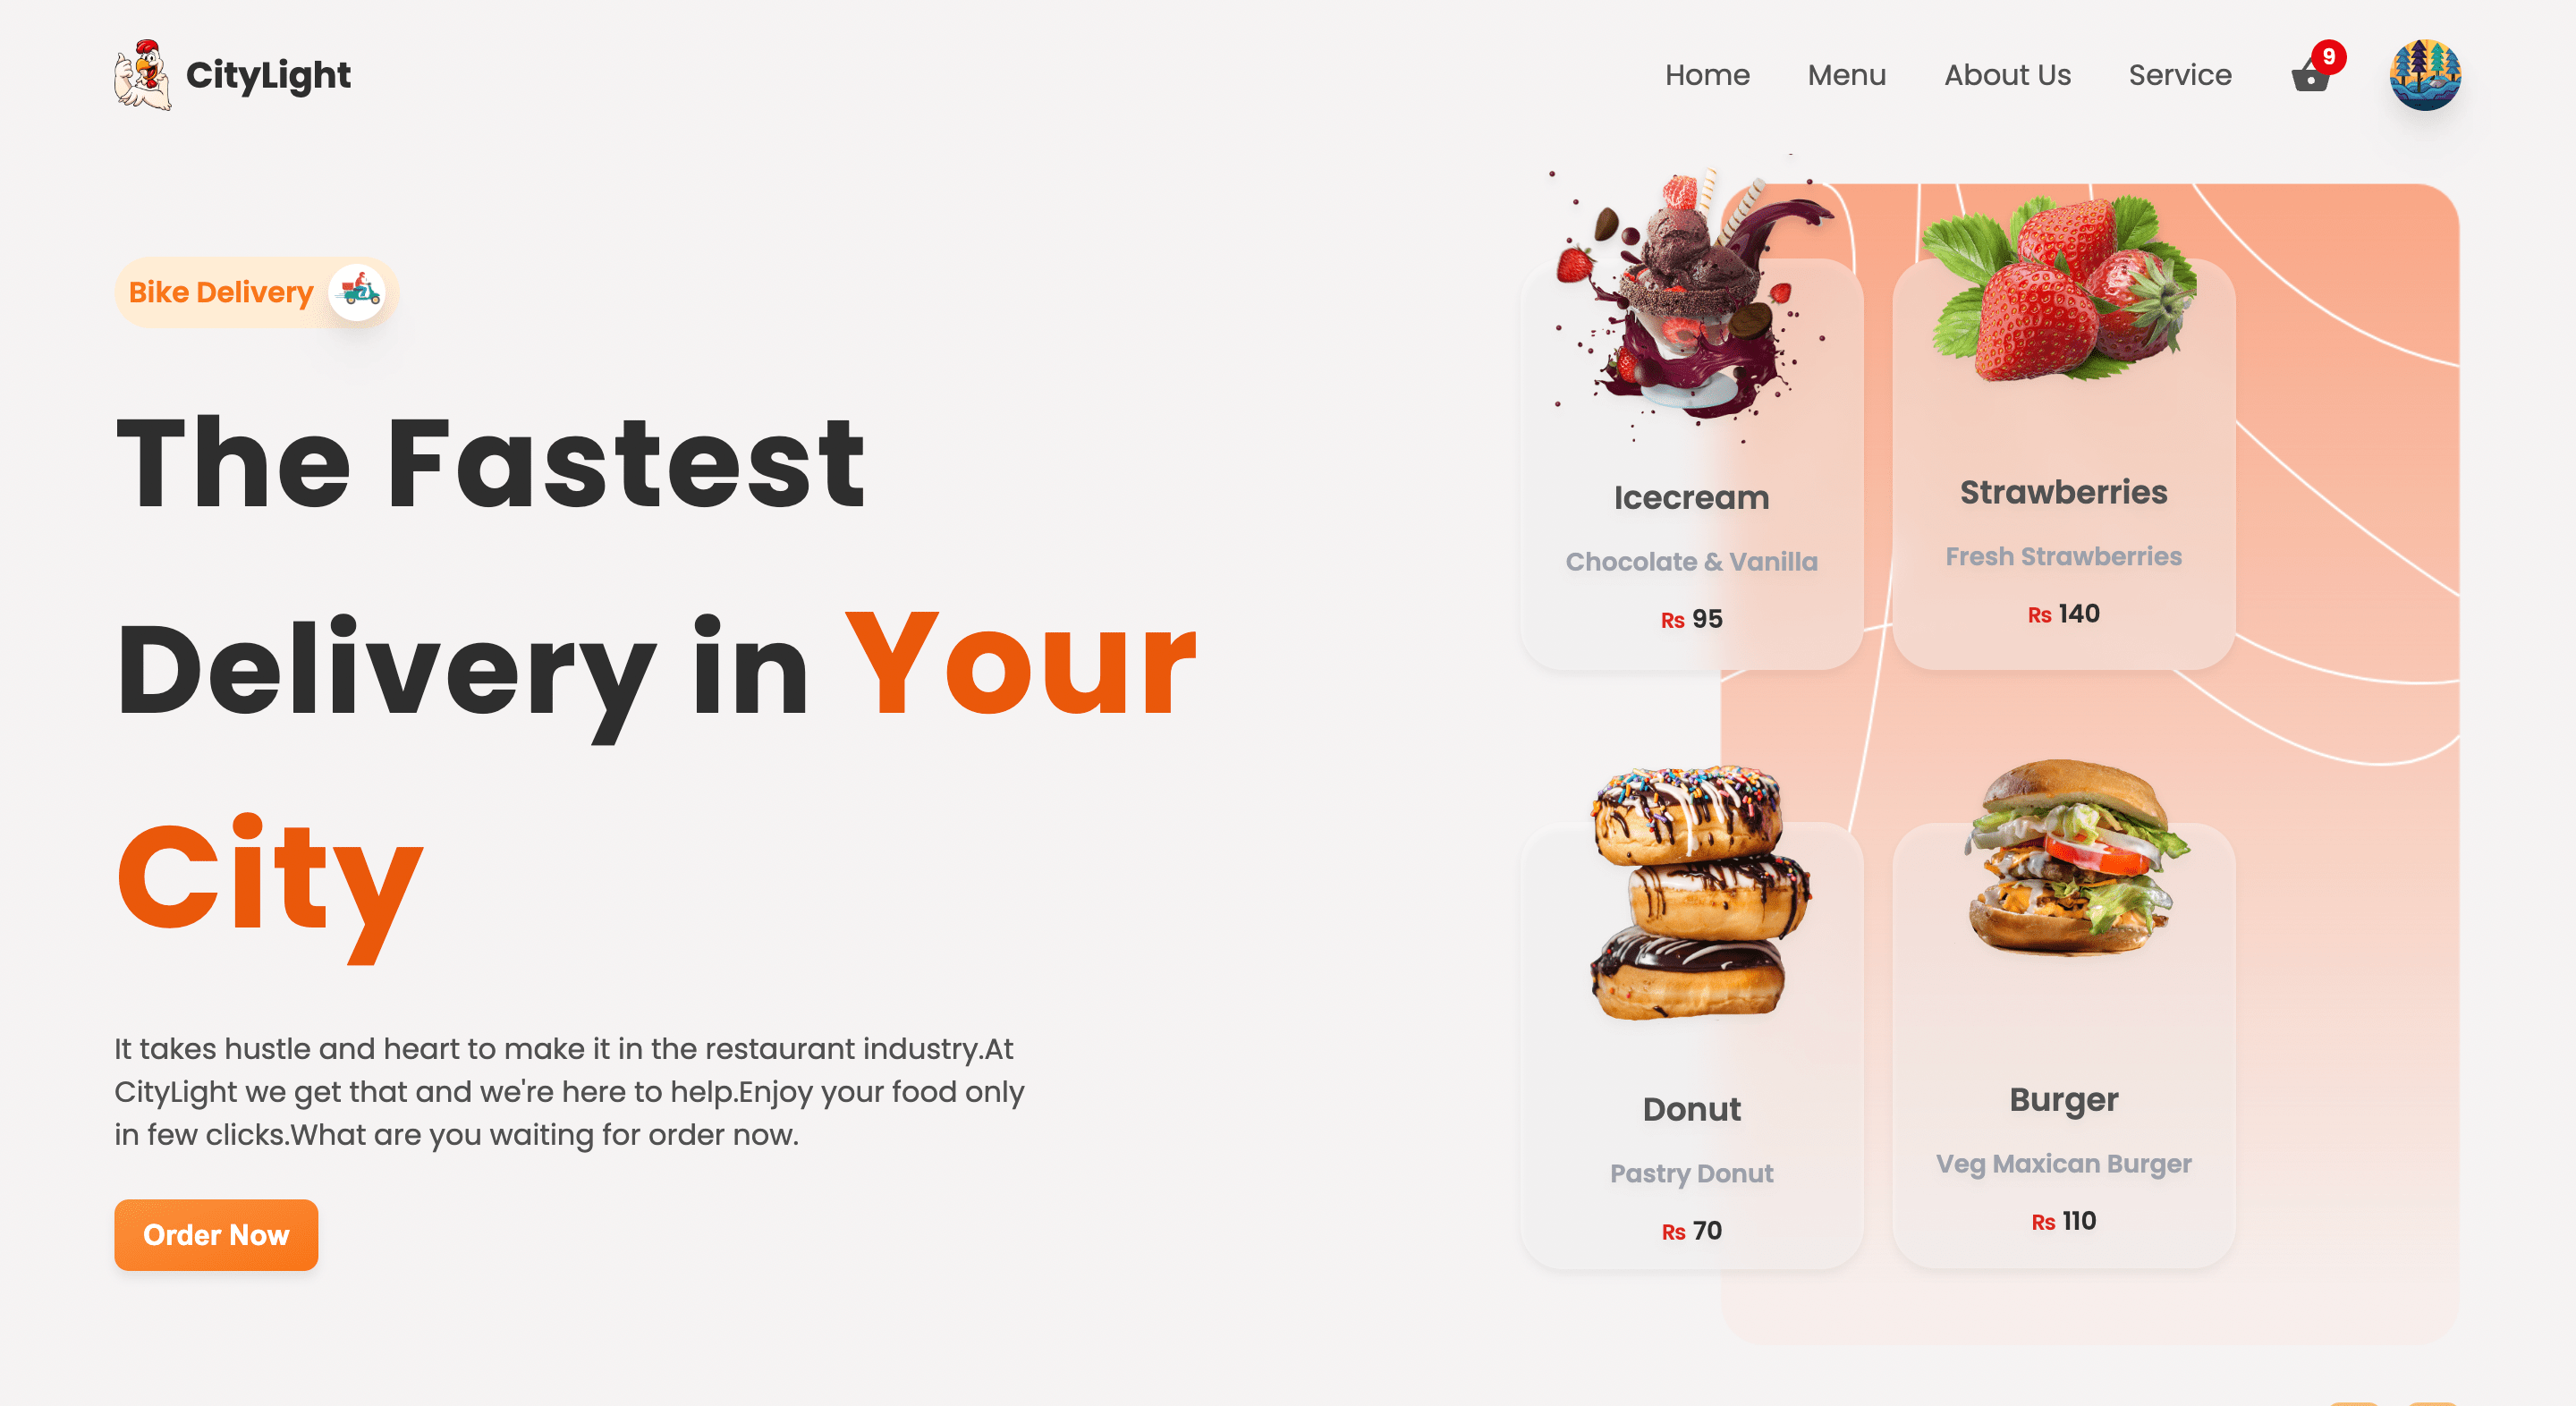 CityLight
Home
Menu
About Us
Service
9
Bike Delivery
The Fastest
Delivery in Your
City
It takes hustle and heart to make it in the restaurant industry.At
CityLight we get that and we're here to help.Enjoy your food only
in few clicks.What are you waiting for order now.
Order Now
Icecream
Chocolate & Vanilla
₨ 95
Strawberries
Fresh Strawberries
₨ 140
Donut
Pastry Donut
₨ 70
Burger
Veg Maxican Burger
₨ 110